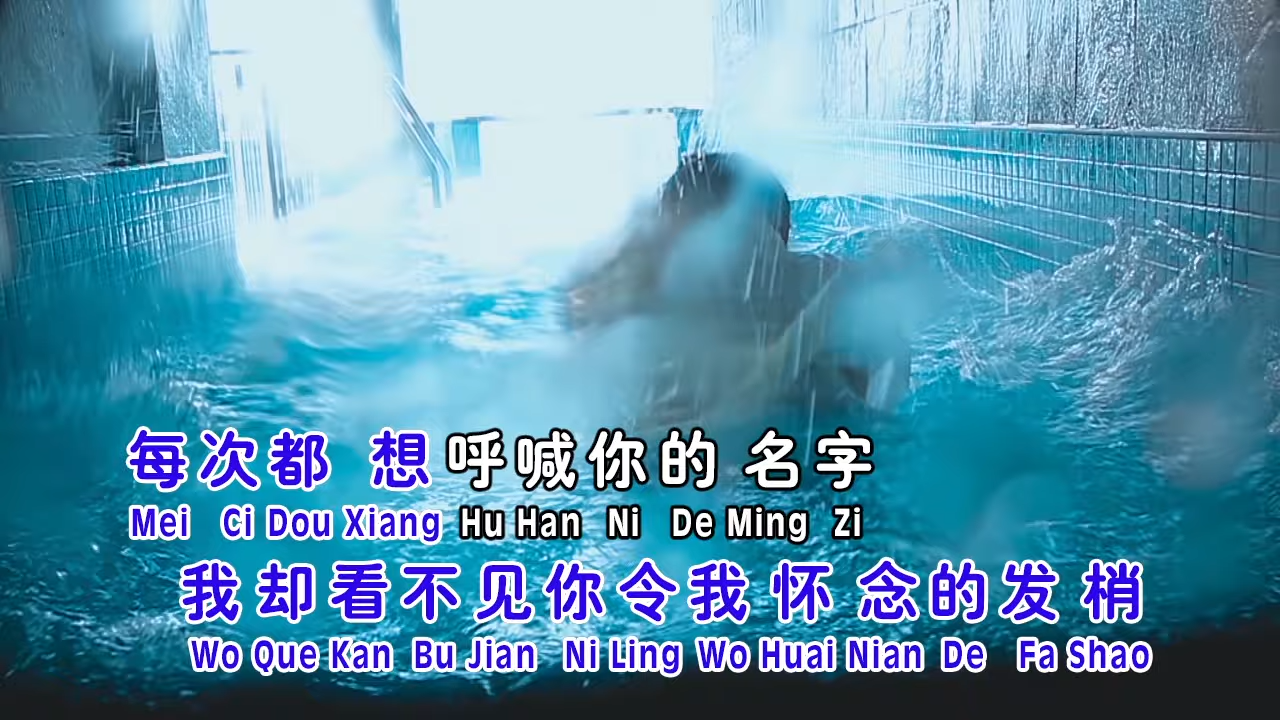 每次都 想 呼喊你的 名字
Mei Ci Dou Xiang Hu Han Ni De Ming Zi
我却看不见你令我 怀 念的发 梢
Wo Que Kan Bu Jian Ni Ling Wo Huai Nian De Fa Shao